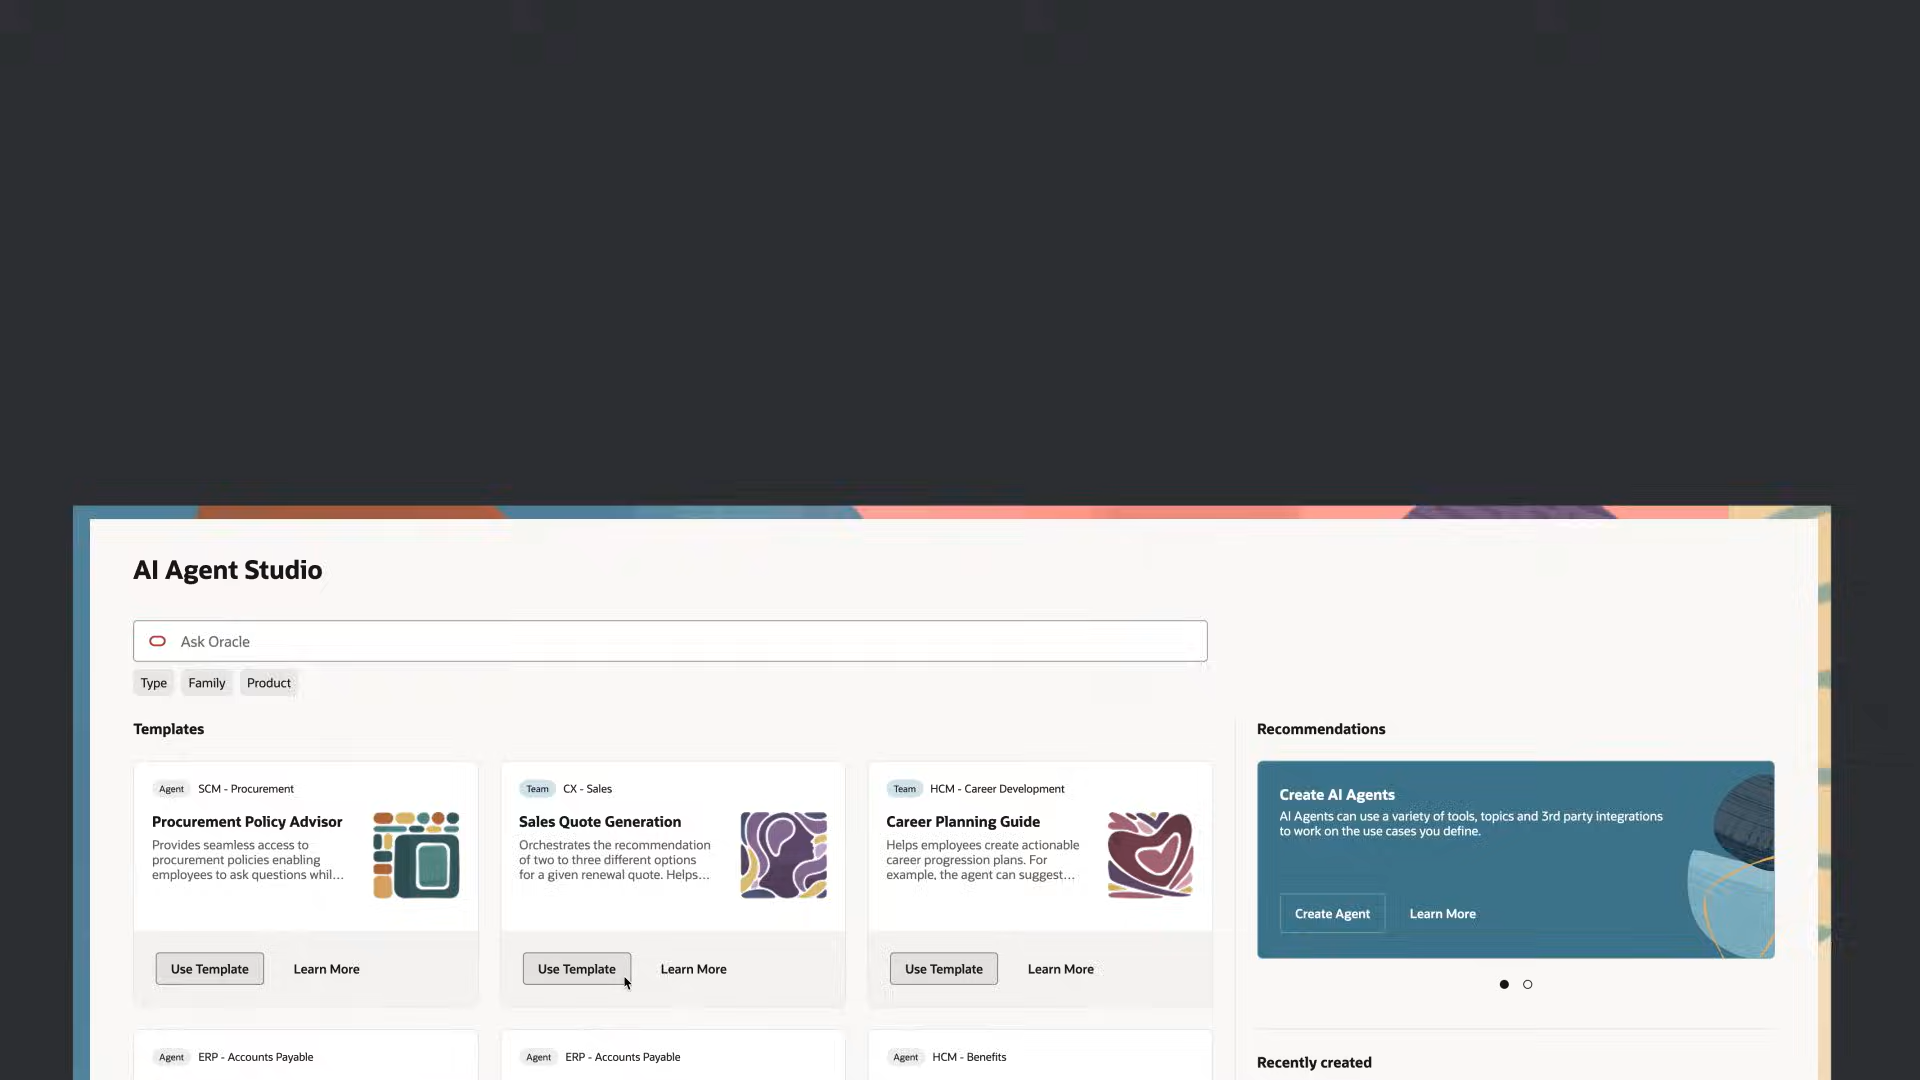 AI Agent Studio
Ask Oracle
Type Family Product
Templates
Agent SCM - Procurement
Procurement Policy Advisor
Provides seamless access to
procurement policies enabling
employees to ask questions whil...
Use Template Learn More
Team CX - Sales
Sales Quote Generation
Orchestrates the recommendation
of two to three different options
for a given renewal quote. Helps...
Use Template Learn More
Team HCM - Career Development
Career Planning Guide
Helps employees create actionable
career progression plans. For
example, the agent can suggest...
Use Template Learn More
Agent ERP - Accounts Payable
Agent ERP - Accounts Payable
Agent HCM - Benefits
Recommendations
Create AI Agents
AI Agents can use a variety of tools, topics and 3rd party integrations
to work on the use cases you define.
Create Agent Learn More
Recently created